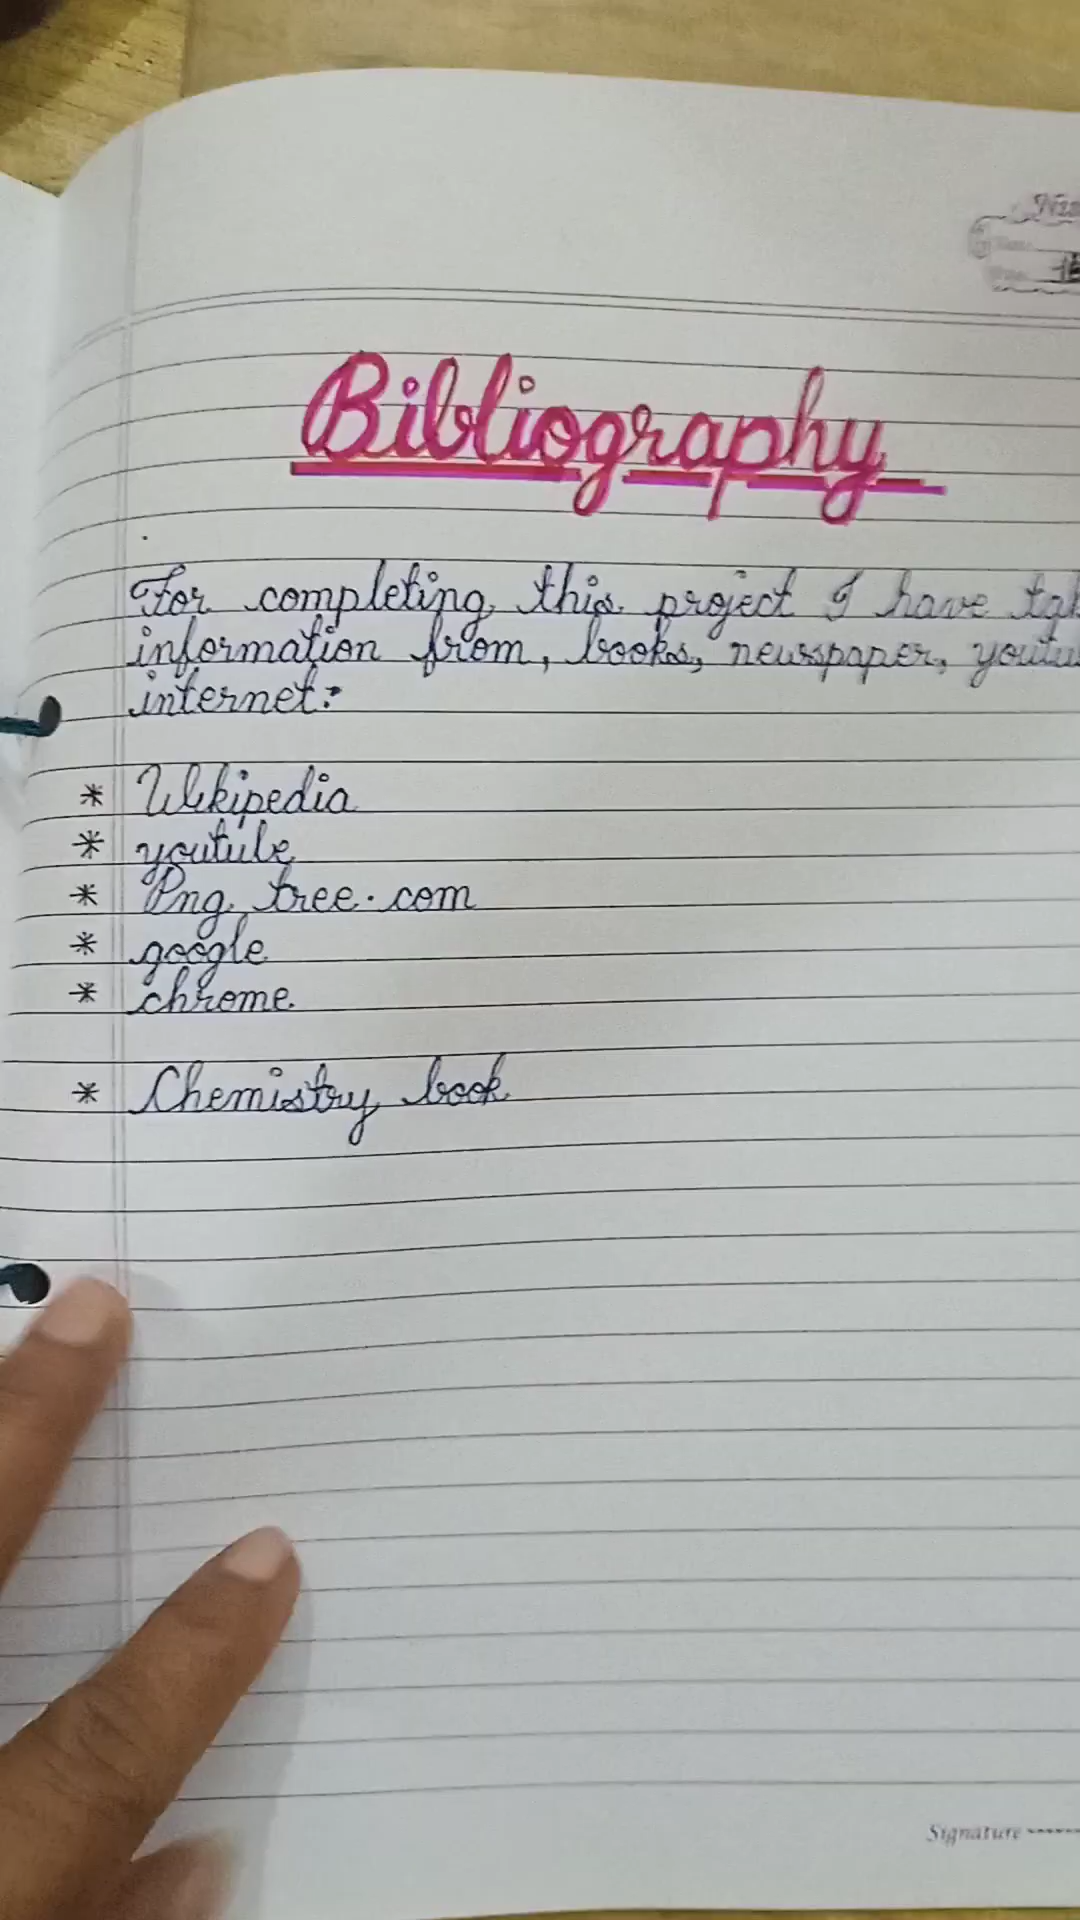 Bibliography
For completing this project I have
information from, books, newspaper,
internet:
* Wikipedia
* youtube
* Png tree.com
* google
* chrome
* Chemistry book
Signature